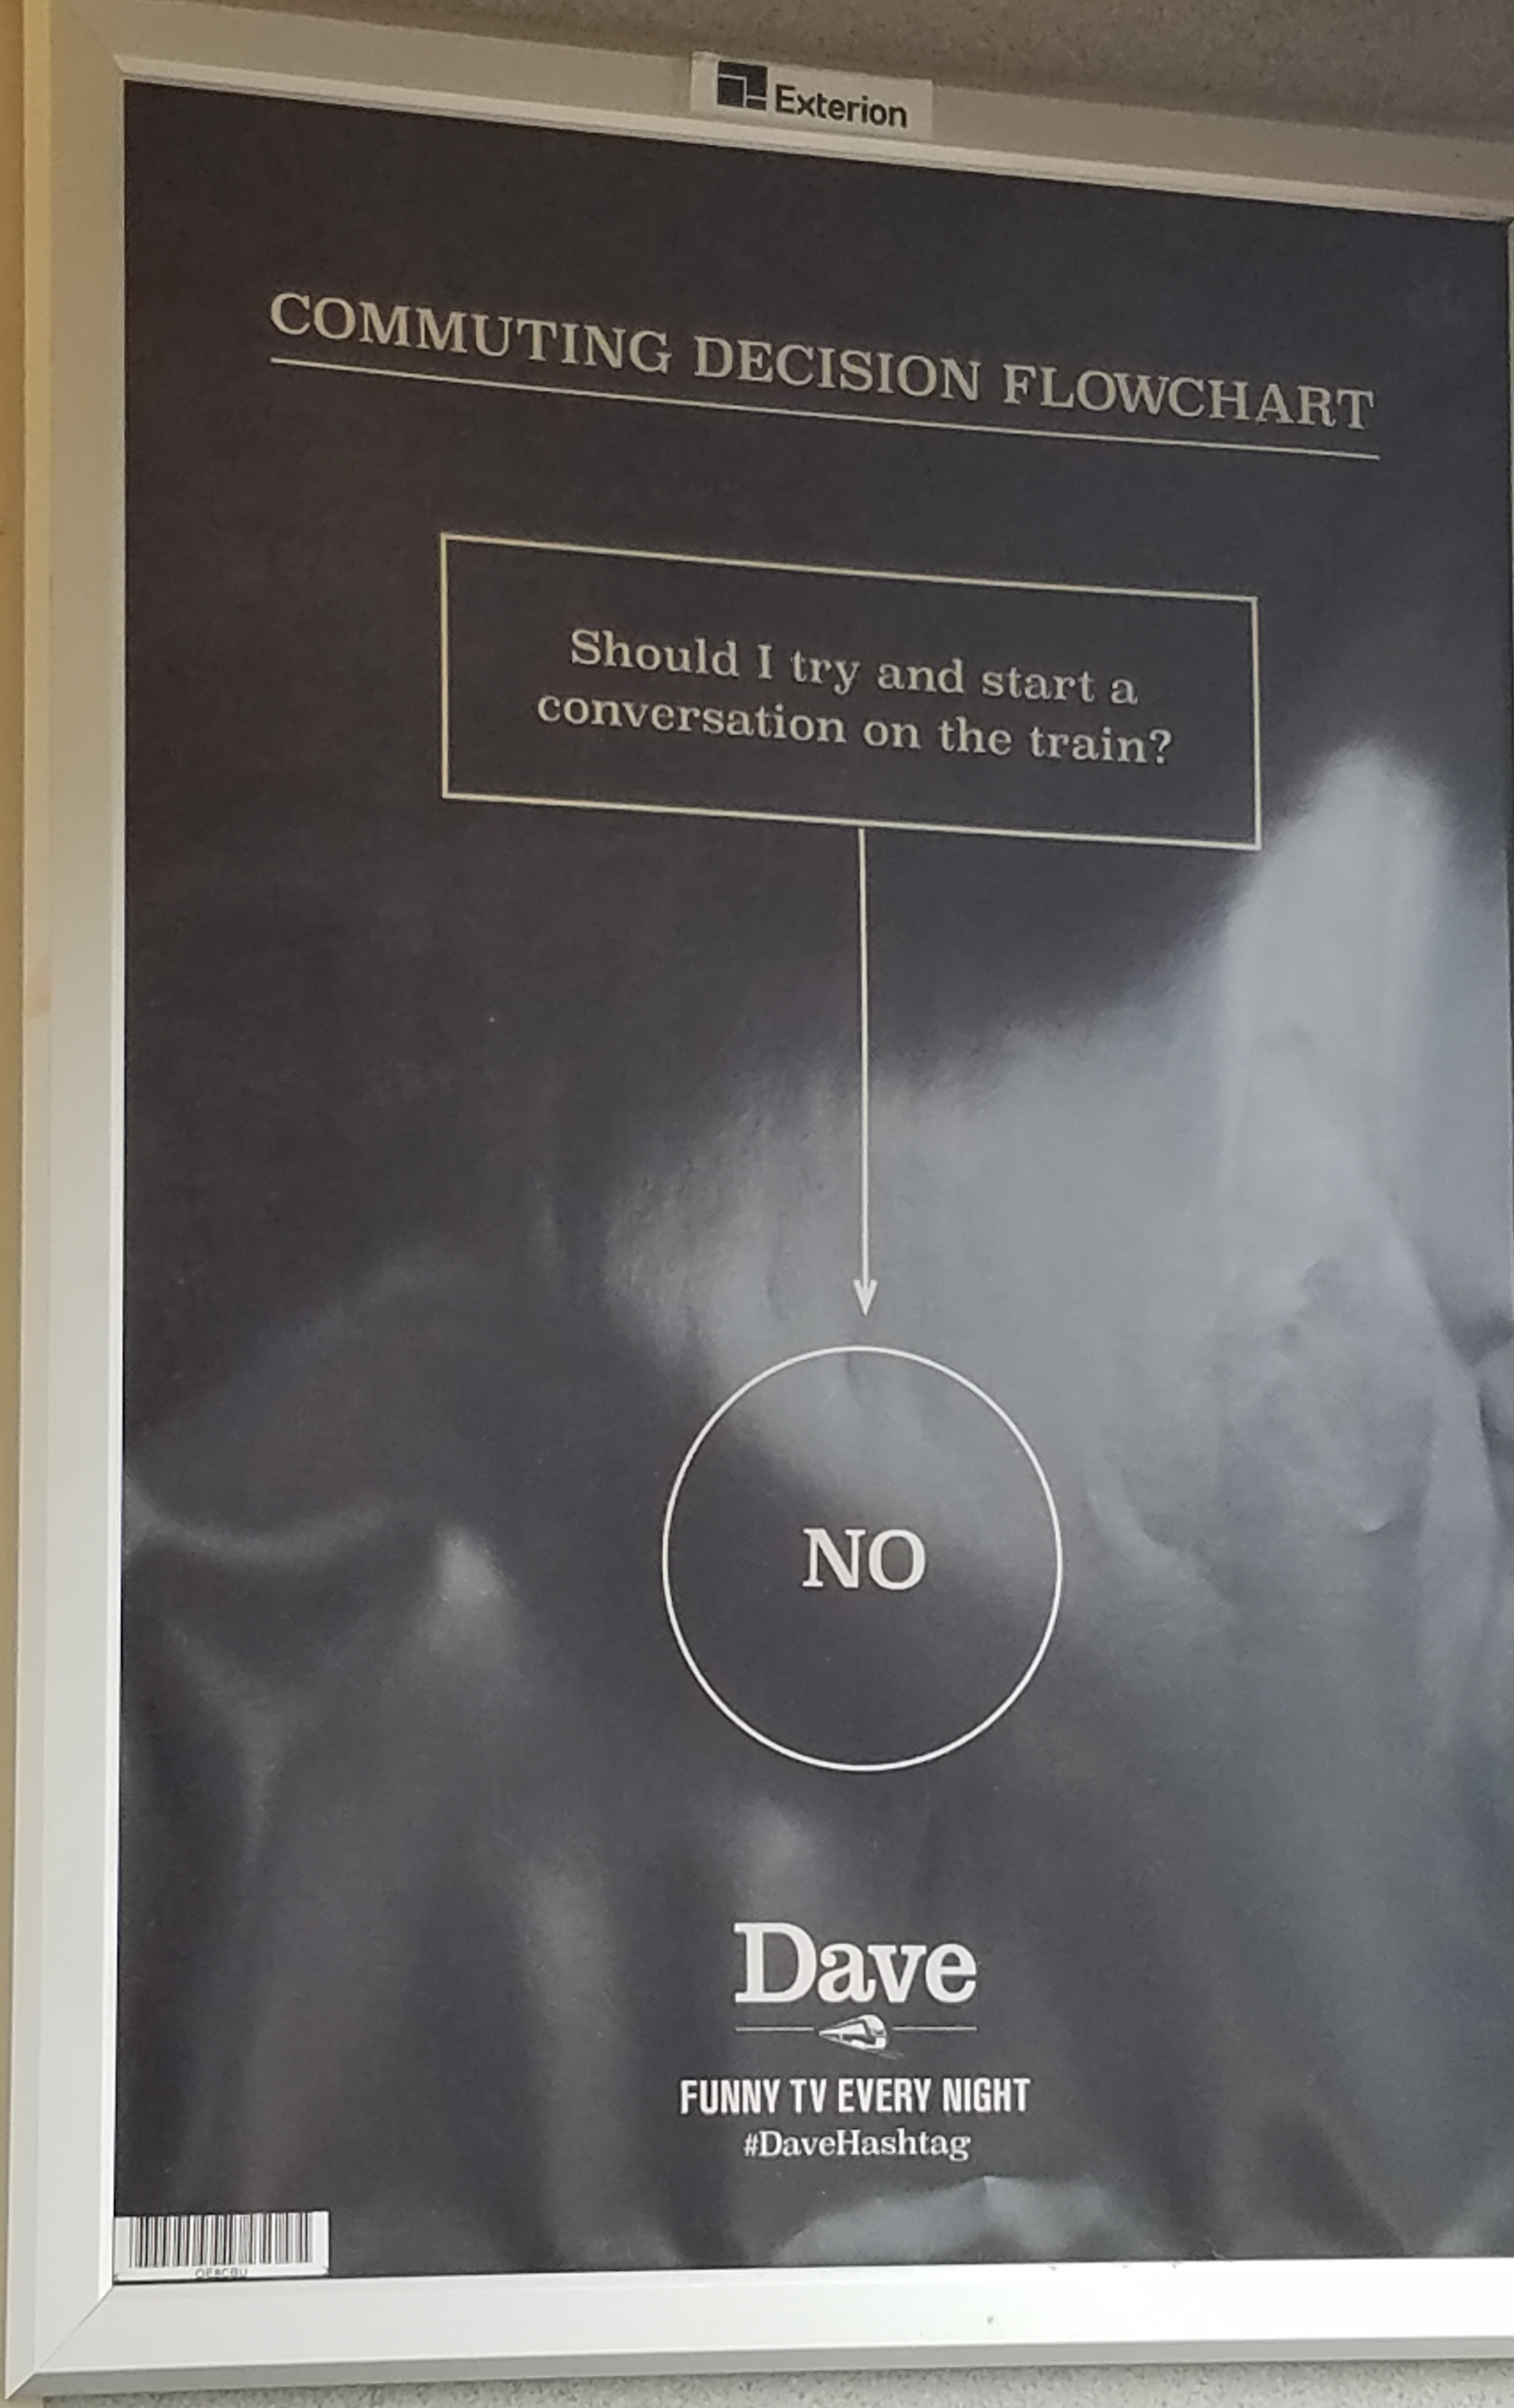 Exterion
COMMUTING DECISION FLOWCHART
Should I try and start a
conversation on the train?
NO
Dave
FUNNY TV EVERY NIGHT
#DaveHashtag